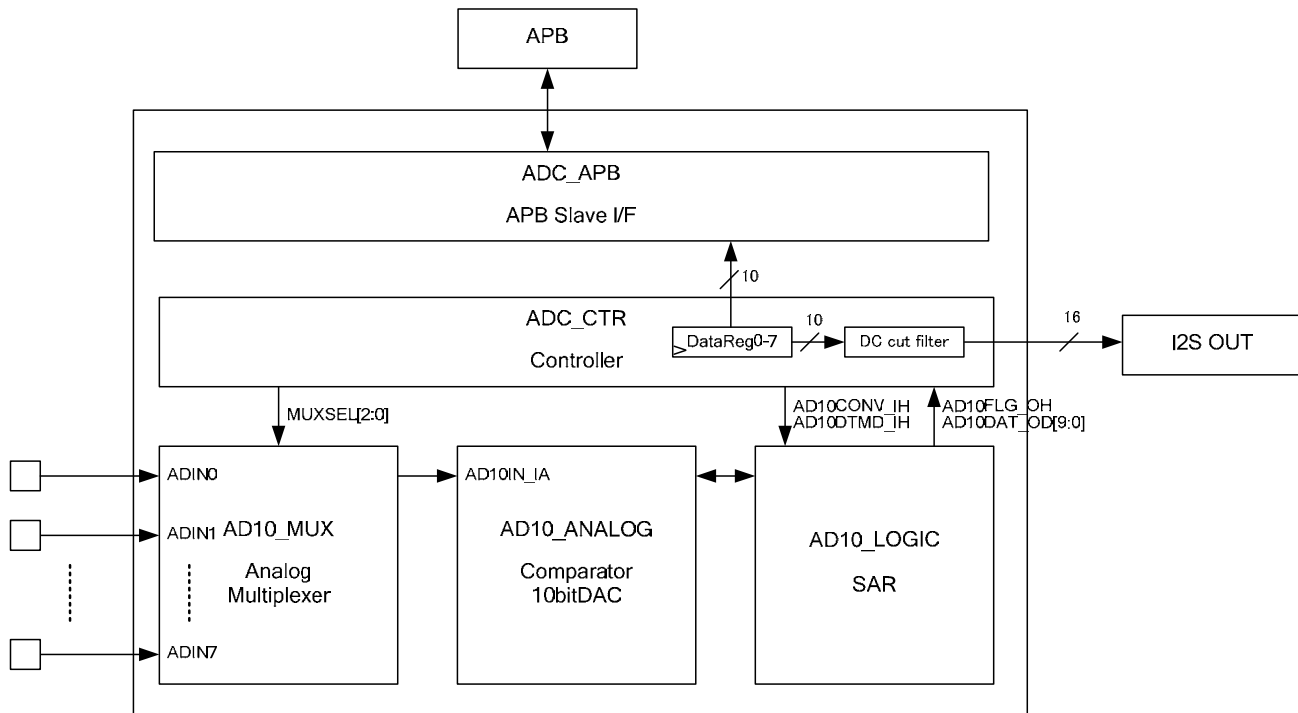 APB
ADC_APB
APB Slave I/F
10
ADC_CTR
Controller
DataReg0-7
10
DC cut filter
16
I2S OUT
MUXSEL[2:0]
AD10CONV_IH
AD10DTMD_IH
AD10FLG_OH
AD10DAT_OD[9:0]
ADIN0
ADIN1
AD10_MUX
Analog
Multiplexer
ADIN7
AD10IN_IA
AD10_ANALOG
Comparator
10bitDAC
AD10_LOGIC
SAR